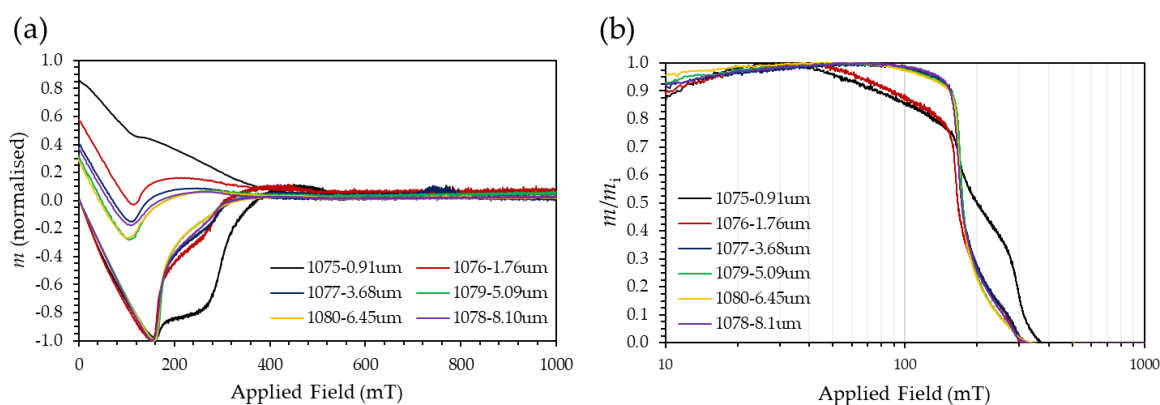 (a)
1.0
0.8
0.6
0.4
0.2
0.0
-0.2
-0.4
-0.6
-0.8
-1.0
m (normalised)
1075-0.91um 1076-1.76um
1077-3.68um 1079-5.09um
1080-6.45um 1078-8.10um
0 200 400 600 800 1000
Applied Field (mT)
(b)
1.0
0.9
0.8
0.7
0.6
0.5
0.4
0.3
0.2
0.1
0.0
m/mi
1075-0.91um
1076-1.76um
1077-3.68um
1079-5.09um
1080-6.45um
1078-8.1um
10 100 1000
Applied Field (mT)